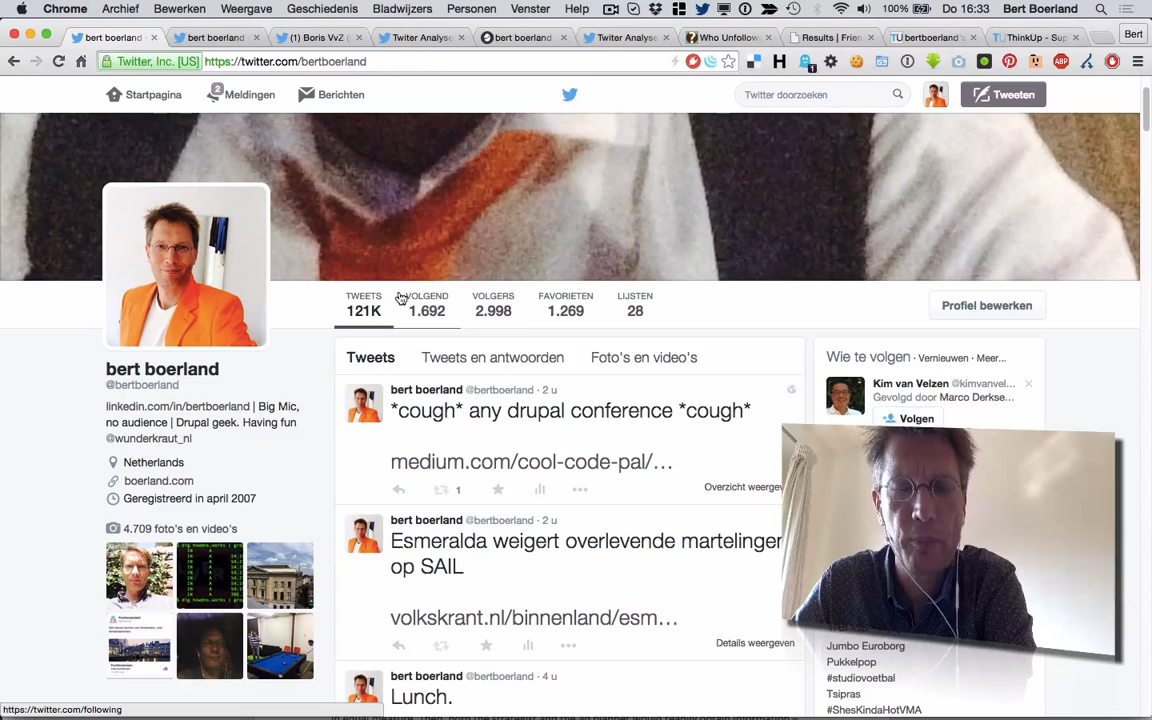 Chrome Archief Bewerken Weergave Geschiedenis Bladwijzers Tabblad Personen Venster Help 100% Do 16:33 Bert Boerland
bert boerland (1) Boris VvZ Twiter Analyse bert boerland Twiter Analyse Who Unfollow Results | Frien bertboerland's ThinkUp - Sup Bert
Twitter, Inc. [US] https://twitter.com/bertboerland
Startpagina 2 Meldingen Berichten Twitter doorzoeken Tweeten
TWEETS VOLGEND VOLGERS FAVORIETEN LIJSTEN
121K 1.692 2.998 1.269 28
Profiel bewerken
bert boerland
@bertboerland
linkedin.com/in/bertboerland | Big Mic,
no audience | Drupal geek. Having fun
@wunderkraut_nl
Netherlands
boerland.com
Geregistreerd in april 2007
4.709 foto's en video's
Tweets Tweets en antwoorden Foto's en video's
bert boerland @bertboerland · 2 u
*cough* any drupal conference *cough*
medium.com/cool-code-pal/…
1
Overzicht weergev
bert boerland @bertboerland · 2 u
Esmeralda weigert overlevende martelinger
op SAIL
volkskrant.nl/binnenland/esm…
Details weergeven
bert boerland @bertboerland · 4 u
Lunch.
Wie te volgen · Vernieuwen · Meer...
Kim van Velzen @kimvanvel...
Gevolgd door Marco Derkse...
Volgen
Jumbo Euroborg
Pukkelpop
#studiovoetbal
Tsipras
#ShesKindaHotVMA
https://twitter.com/following